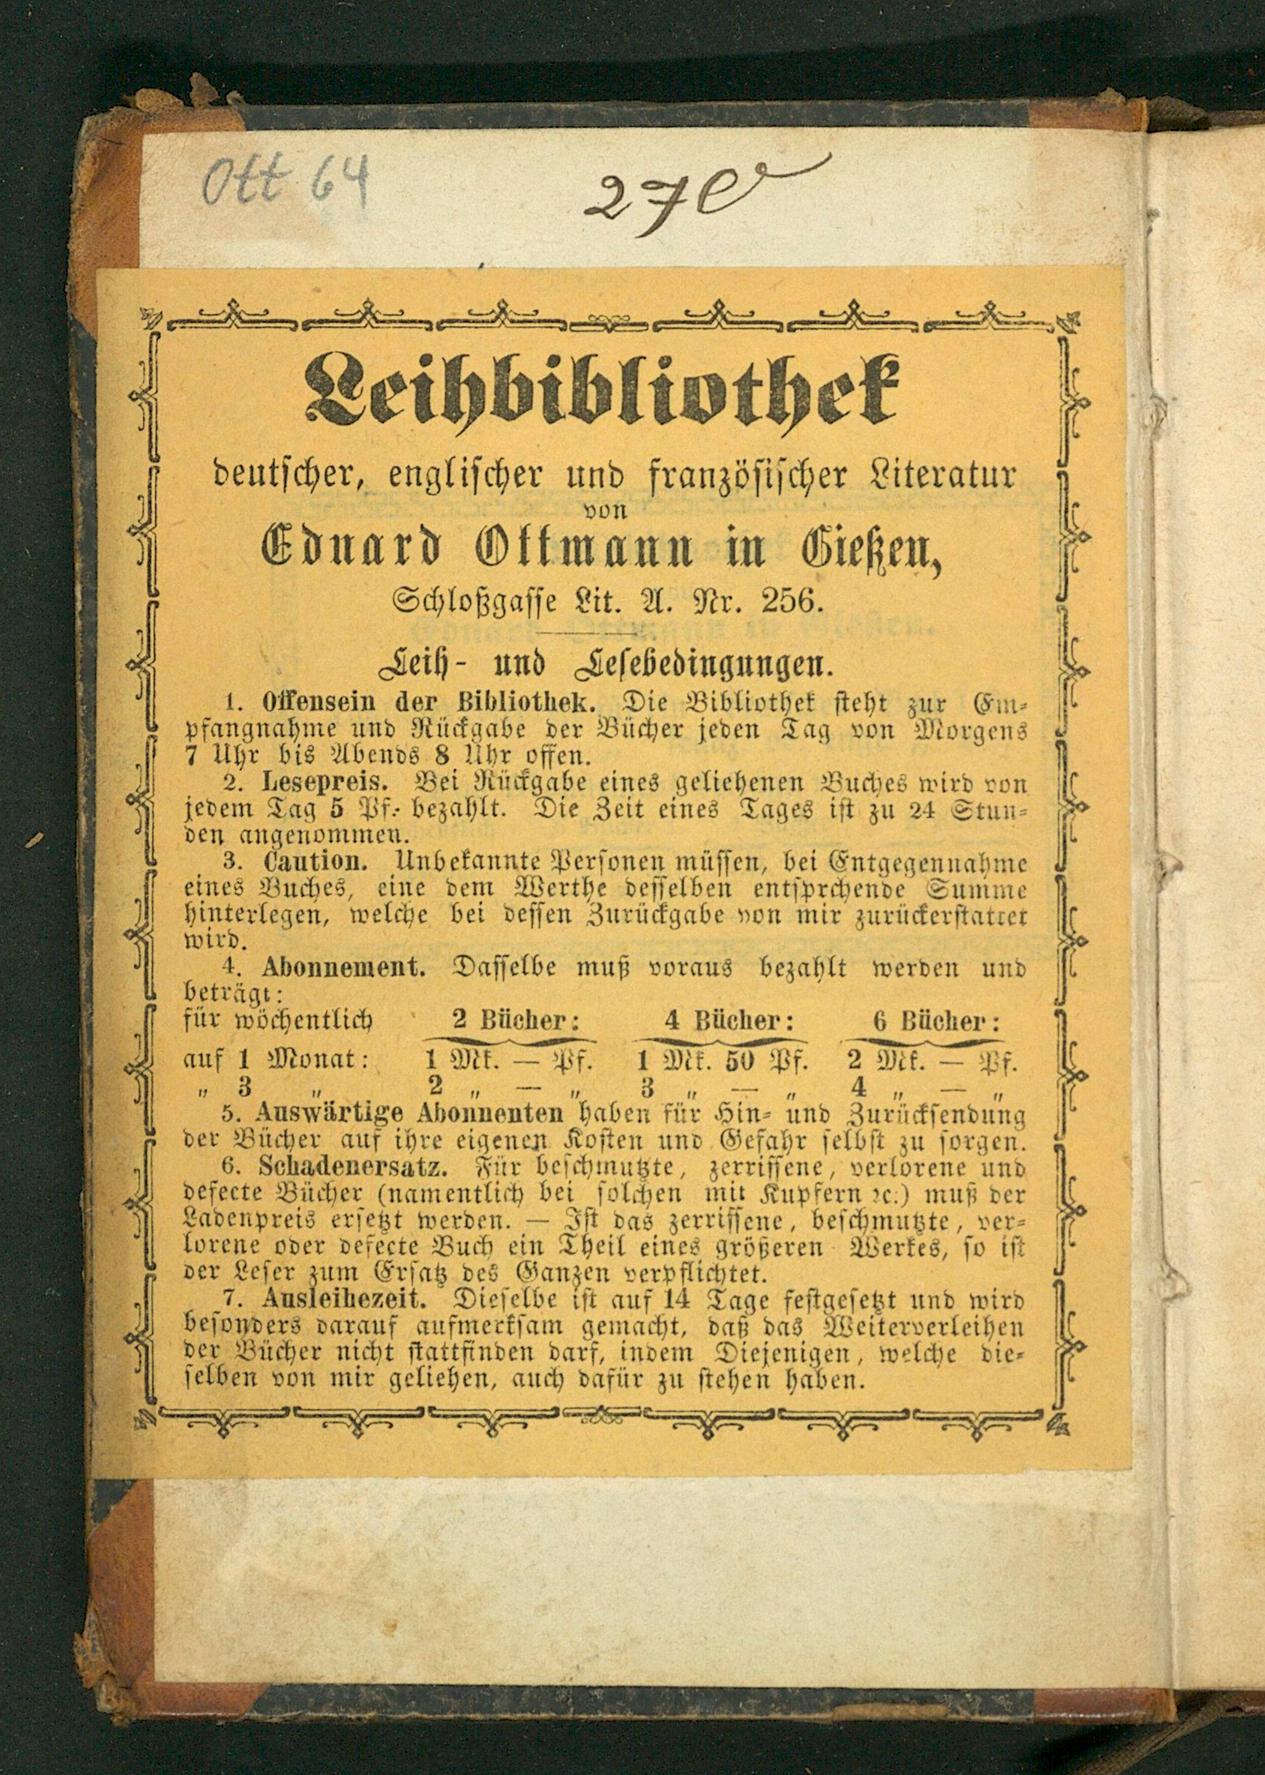 Ott 64
27
Leihbibliothek
deutscher, englischer und französischer Literatur
von
Eduard Ottmann in Gießen,
Schloßgasse Lit. A. Nr. 256.
Leih- und Lesebedingungen.
1. Offensein der Bibliothek. Die Bibliothek steht zur Em-
pfangnahme und Rückgabe der Bücher jeden Tag von Morgens
7 Uhr bis Abends 8 Uhr offen.
2. Lesepreis. Bei Rückgabe eines geliehenen Buches wird von
jedem Tag 5 Pf. bezahlt. Die Zeit eines Tages ist zu 24 Stun-
den angenommen.
3. Caution. Unbekannte Personen müssen, bei Entgegennahme
eines Buches, eine dem Werthe desselben entsprchende Summe
hinterlegen, welche bei dessen Zurückgabe von mir zurückerstattet
wird.
4. Abonnement. Dasselbe muß voraus bezahlt werden und
beträgt:
für wöchentlich 2 Bücher: 4 Bücher: 6 Bücher:
auf 1 Monat: 1 Mk. — Pf. 1 Mk. 50 Pf. 2 Mk. — Pf.
„ 3 „ 2 „ — „ 3 „ — „ 4 „ — „
5. Auswärtige Abonnenten haben für Hin- und Zurücksendung
der Bücher auf ihre eigenen Kosten und Gefahr selbst zu sorgen.
6. Schadenersatz. Für beschmutzte, zerrissene, verlorene und
defecte Bücher (namentlich bei solchen mit Kupfern ꝛc.) muß der
Ladenpreis ersetzt werden. — Ist das zerrissene, beschmutzte, ver-
lorene oder defecte Buch ein Theil eines größeren Werkes, so ist
der Leser zum Ersatz des Ganzen verpflichtet.
7. Ausleihezeit. Dieselbe ist auf 14 Tage festgesetzt und wird
besonders darauf aufmerksam gemacht, daß das Weiterverleihen
der Bücher nicht stattfinden darf, indem Diejenigen, welche die-
selben von mir geliehen, auch dafür zu stehen haben.